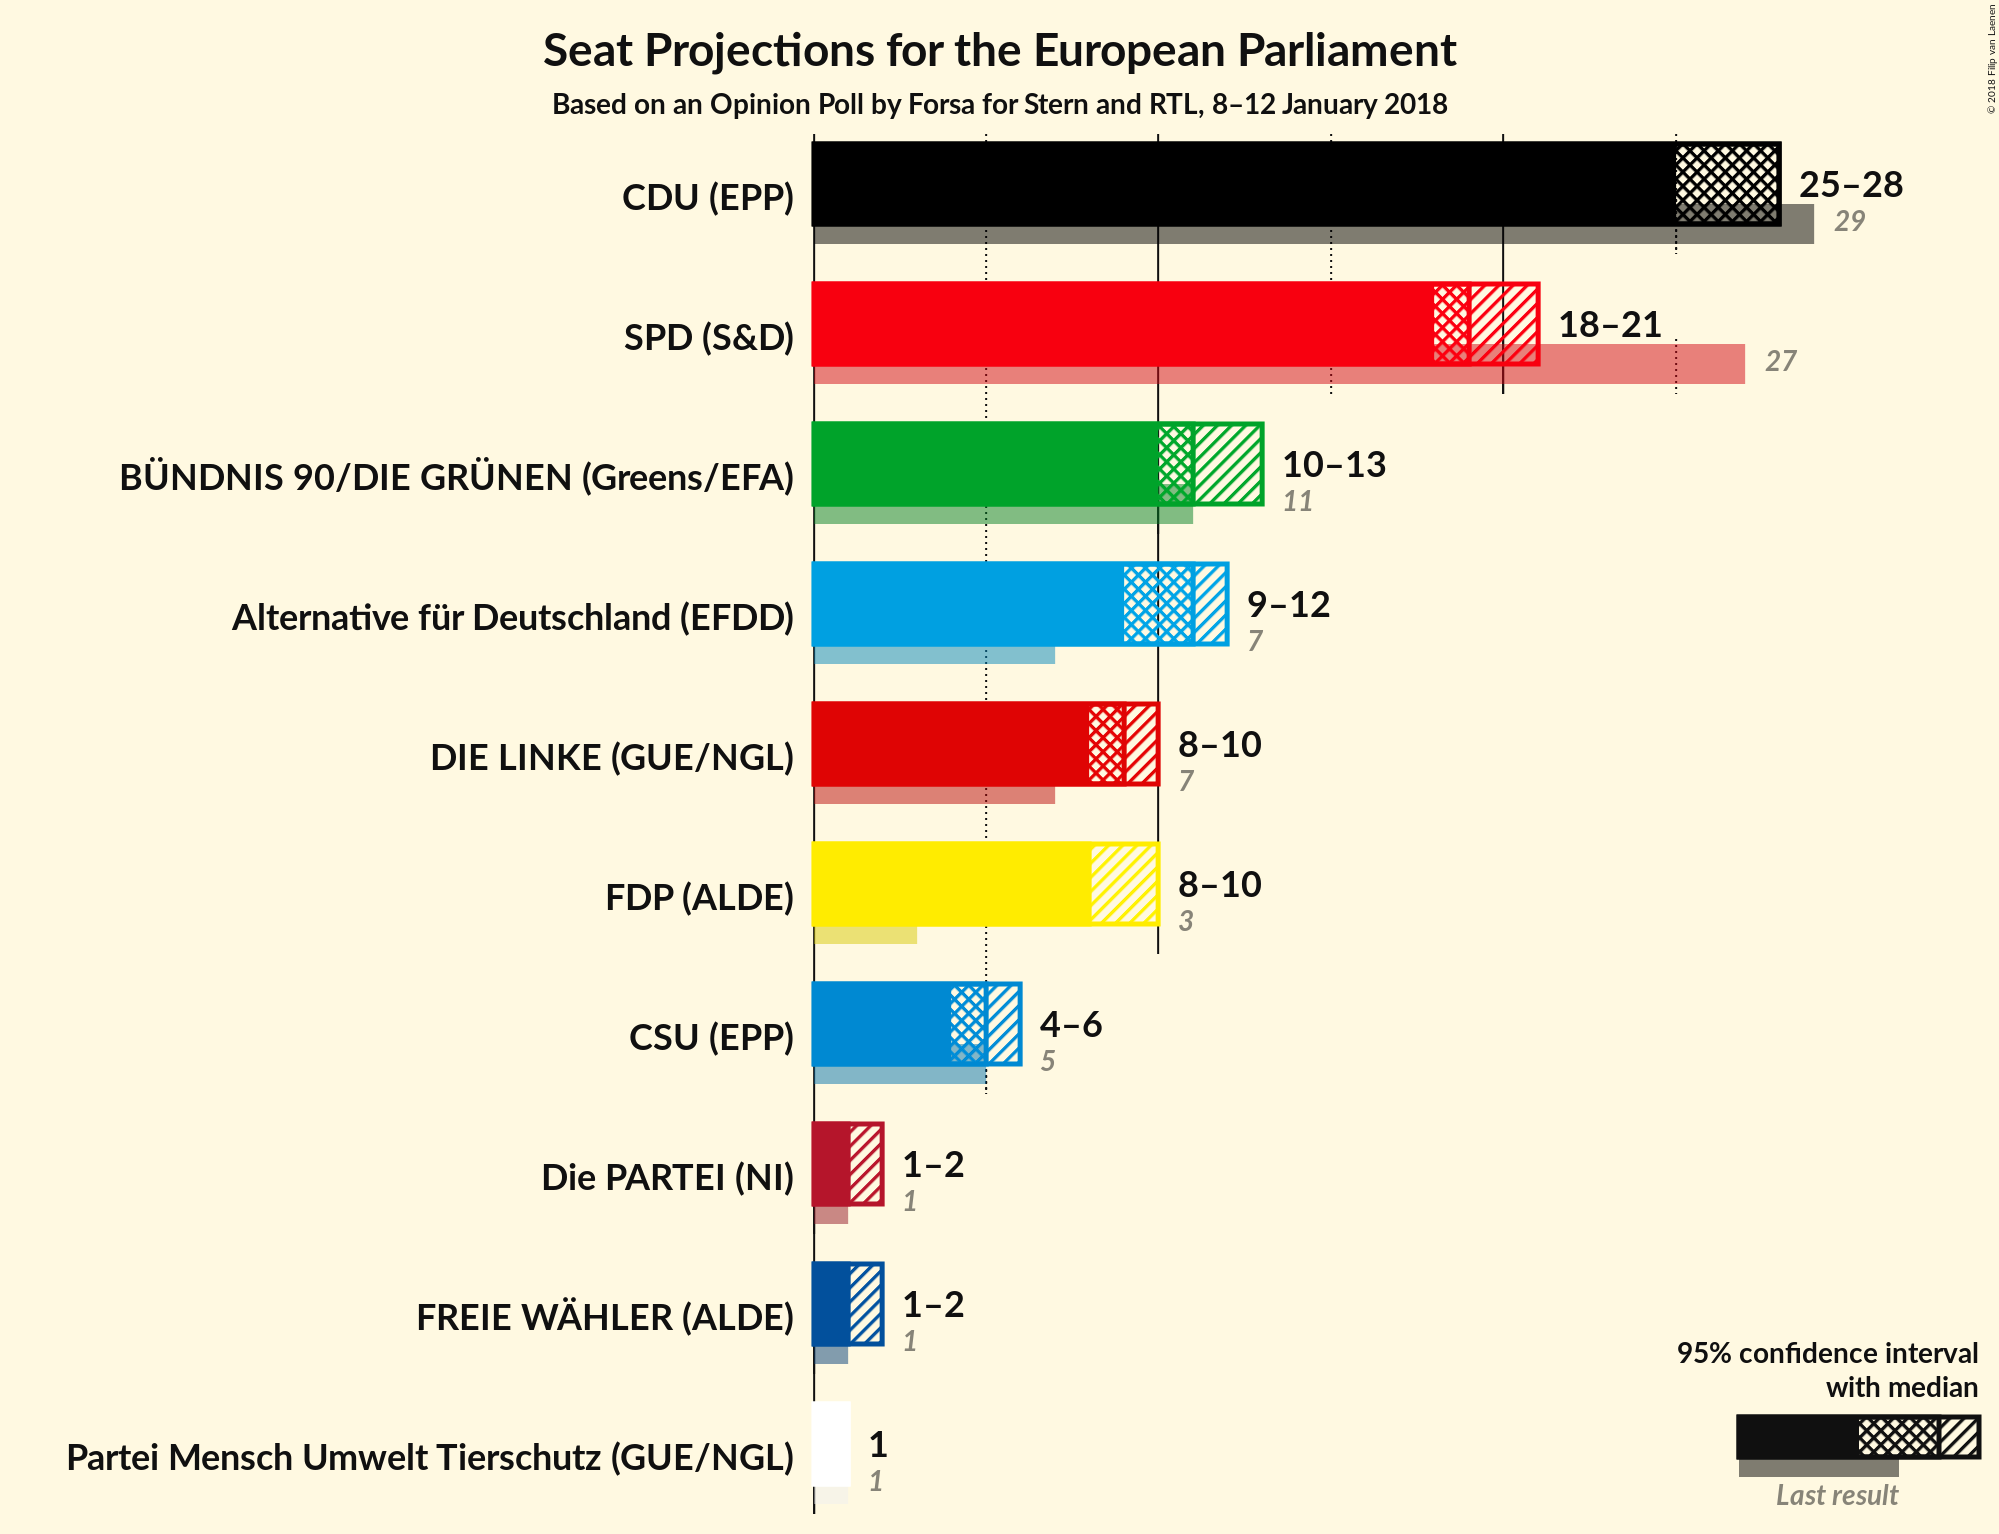 Seat Projections for the European Parliament
Based on an Opinion Poll by Forsa for Stern and RTL, 8–12 January 2018
© 2018 Filip van Laenen
CDU (EPP)
25–28
29
SPD (S&D)
18–21
27
BÜNDNIS 90/DIE GRÜNEN (Greens/EFA)
10–13
11
Alternative für Deutschland (EFDD)
9–12
7
DIE LINKE (GUE/NGL)
8–10
7
FDP (ALDE)
8–10
3
CSU (EPP)
4–6
5
Die PARTEI (NI)
1–2
1
FREIE WÄHLER (ALDE)
1–2
1
Partei Mensch Umwelt Tierschutz (GUE/NGL)
1
1
95% confidence interval
with median
Last result